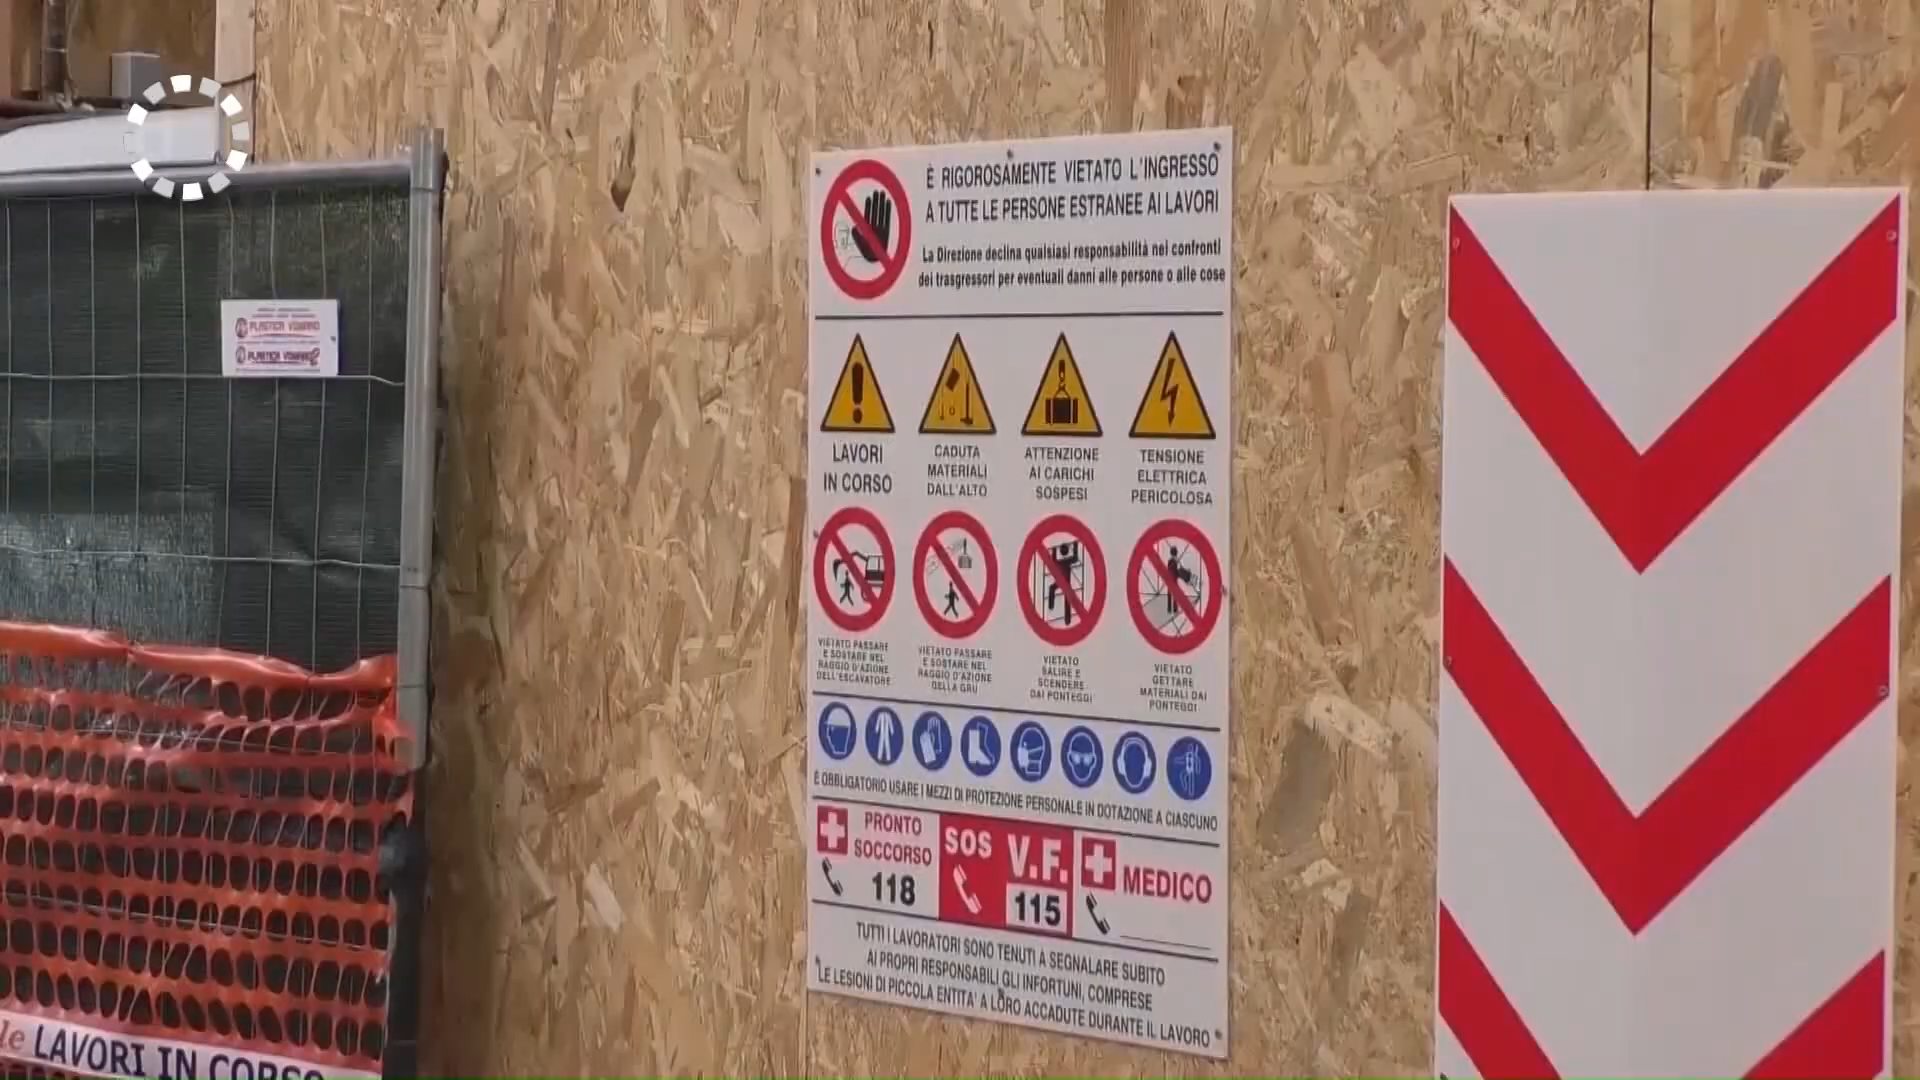 È RIGOROSAMENTE VIETATO L'INGRESSO
A TUTTE LE PERSONE ESTRANEE AI LAVORI
La Direzione declina qualsiasi responsabilità nei confronti
dei trasgressori per eventuali danni alle persone o alle cose
LAVORI
IN CORSO
CADUTA
MATERIALI
DALL'ALTO
ATTENZIONE
AI CARICHI
SOSPESI
TENSIONE
ELETTRICA
PERICOLOSA
VIETATO PASSARE
E SOSTARE NEL
RAGGIO D'AZIONE
DELL'ESCAVATORE
VIETATO PASSARE
E SOSTARE NEL
RAGGIO D'AZIONE
DELLA GRU
VIETATO
SALIRE E
SCENDERE
DAI PONTEGGI
VIETATO
GETTARE
MATERIALI DAI
PONTEGGI
È OBBLIGATORIO USARE I MEZZI DI PROTEZIONE PERSONALE IN DOTAZIONE A CIASCUNO
PRONTO
SOCCORSO
118
SOS V.F.
115
MEDICO
TUTTI I LAVORATORI SONO TENUTI A SEGNALARE SUBITO
AI PROPRI RESPONSABILI GLI INFORTUNI, COMPRESE
LE LESIONI DI PICCOLA ENTITA' A LORO ACCADUTE DURANTE IL LAVORO
PLASTICA VOMANO
PLASTICA VOMANO
le LAVORI IN CORSO